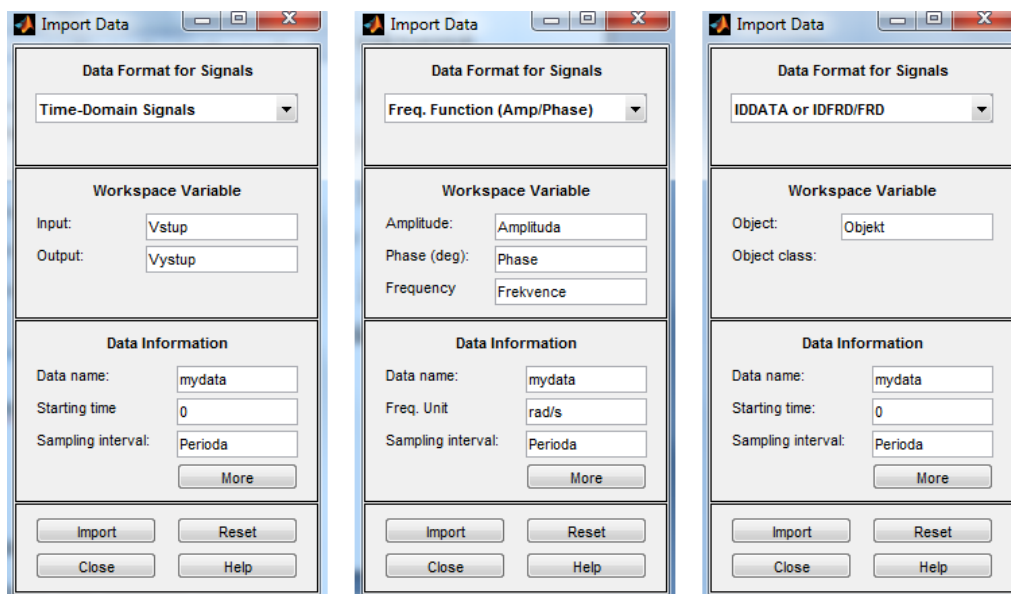 Import Data
Data Format for Signals
Time-Domain Signals
Workspace Variable
Input: Vstup
Output: Vystup
Data Information
Data name: mydata
Starting time 0
Sampling interval: Perioda
More
Import Reset
Close Help
Import Data
Data Format for Signals
Freq. Function (Amp/Phase)
Workspace Variable
Amplitude: Amplituda
Phase (deg): Phase
Frequency Frekvence
Data Information
Data name: mydata
Freq. Unit rad/s
Sampling interval: Perioda
More
Import Reset
Close Help
Import Data
Data Format for Signals
IDDATA or IDFRD/FRD
Workspace Variable
Object: Objekt
Object class:
Data Information
Data name: mydata
Starting time: 0
Sampling interval: Perioda
More
Import Reset
Close Help